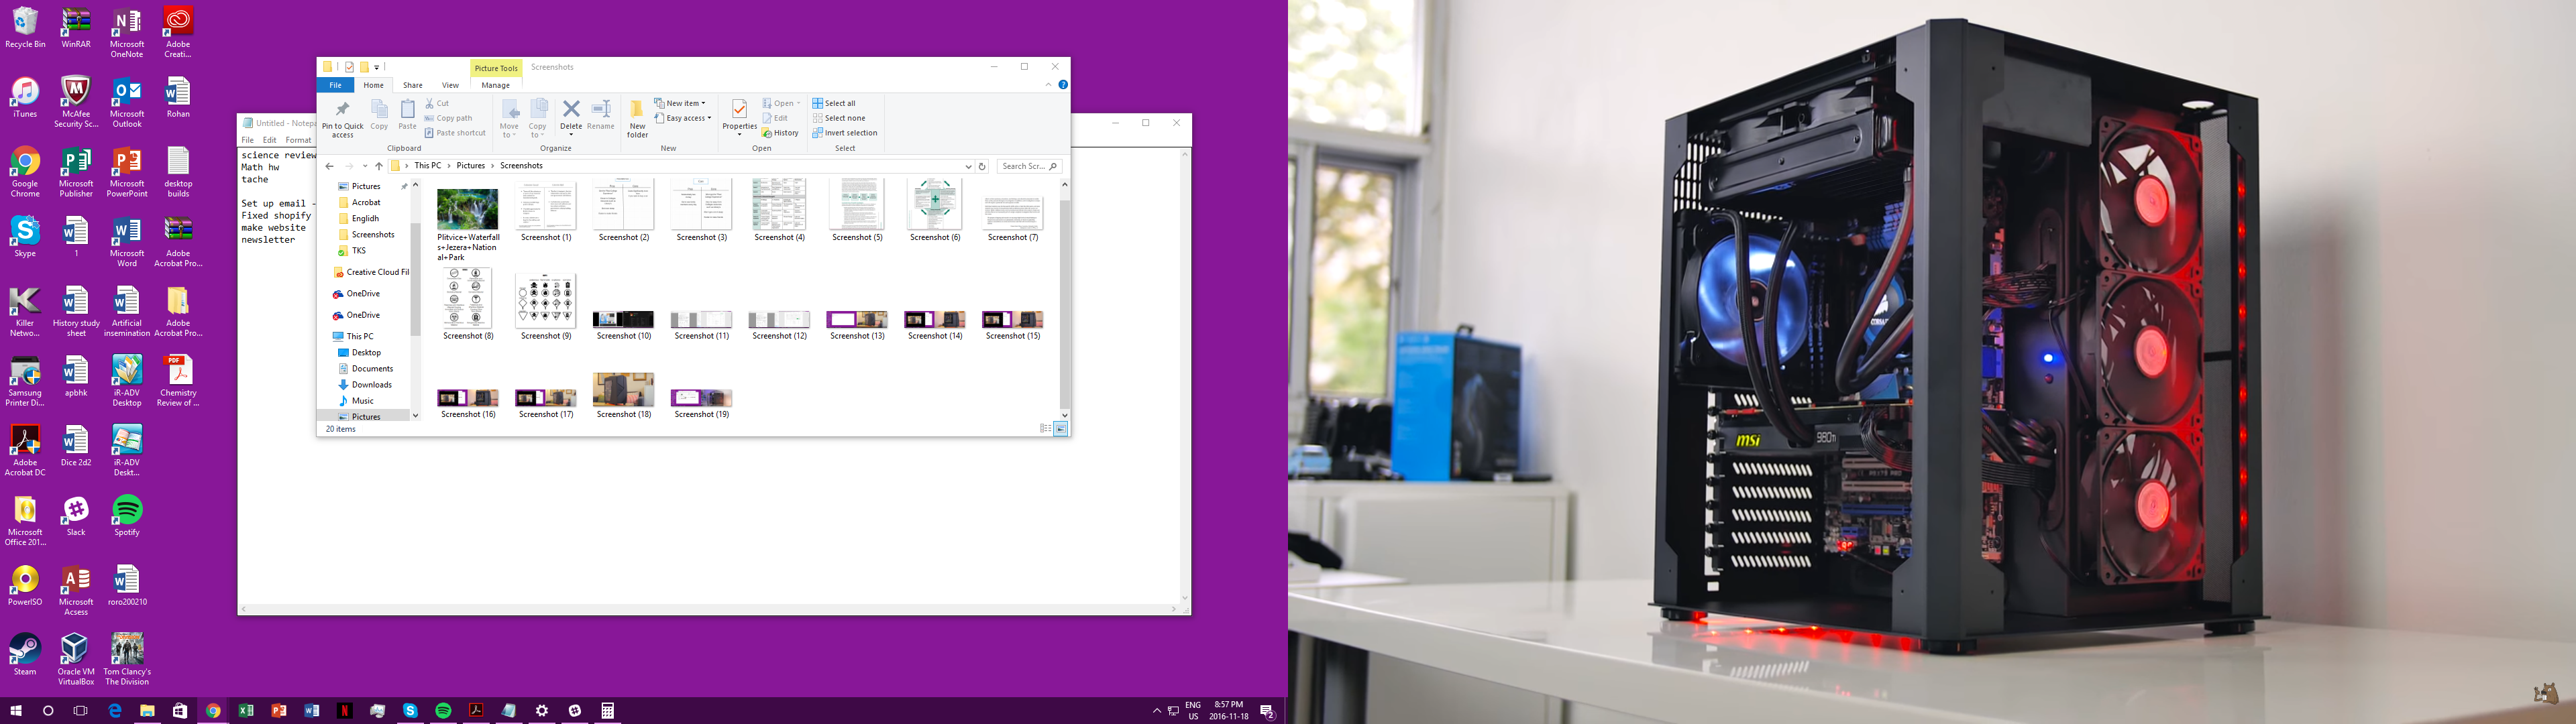 Recycle Bin
WinRAR
Microsoft
OneNote
Adobe
Creati...
iTunes
McAfee
Security Sc...
Microsoft
Outlook
Rohan
Google
Chrome
Microsoft
Publisher
Microsoft
PowerPoint
desktop
builds
Skype
1
Microsoft
Word
Adobe
Acrobat Pro...
Killer
Netwo...
History study
sheet
Artificial
insemination
Adobe
Acrobat Pro...
Samsung
Printer Di...
apbhk
iR-ADV
Desktop
PDF
Chemistry
Review of ...
Adobe
Acrobat DC
Dice 2d2
iR-ADV
Deskt...
Microsoft
Office 201...
Slack
Spotify
PowerISO
Microsoft
Acsess
roro200210
Steam
Oracle VM
VirtualBox
Tom Clancy's
The Division
Untitled - Notepa
File Edit Format
science review
Math hw
tache
Set up email -
Fixed shopify
make website
newsletter
Picture Tools
Screenshots
File Home Share View Manage
Pin to Quick
access
Copy
Paste
Cut
Copy path
Paste shortcut
Clipboard
Move
to
Copy
to
Delete
Rename
Organize
New
folder
New item
Easy access
New
Properties
Open
Edit
History
Open
Select all
Select none
Invert selection
Select
This PC > Pictures > Screenshots
Search Scr...
Pictures
Acrobat
Englidh
Screenshots
TKS
Creative Cloud Fil
OneDrive
OneDrive
This PC
Desktop
Documents
Downloads
Music
Pictures
Plitvice+Waterfall
s+Jezera+Nation
al+Park
Screenshot (1)
Screenshot (2)
Screenshot (3)
Screenshot (4)
Screenshot (5)
Screenshot (6)
Screenshot (7)
Screenshot (8)
Screenshot (9)
Screenshot (10)
Screenshot (11)
Screenshot (12)
Screenshot (13)
Screenshot (14)
Screenshot (15)
Screenshot (16)
Screenshot (17)
Screenshot (18)
Screenshot (19)
20 items
ENG
US
8:57 PM
2016-11-18
2
msi
980Ti
CORSAIR